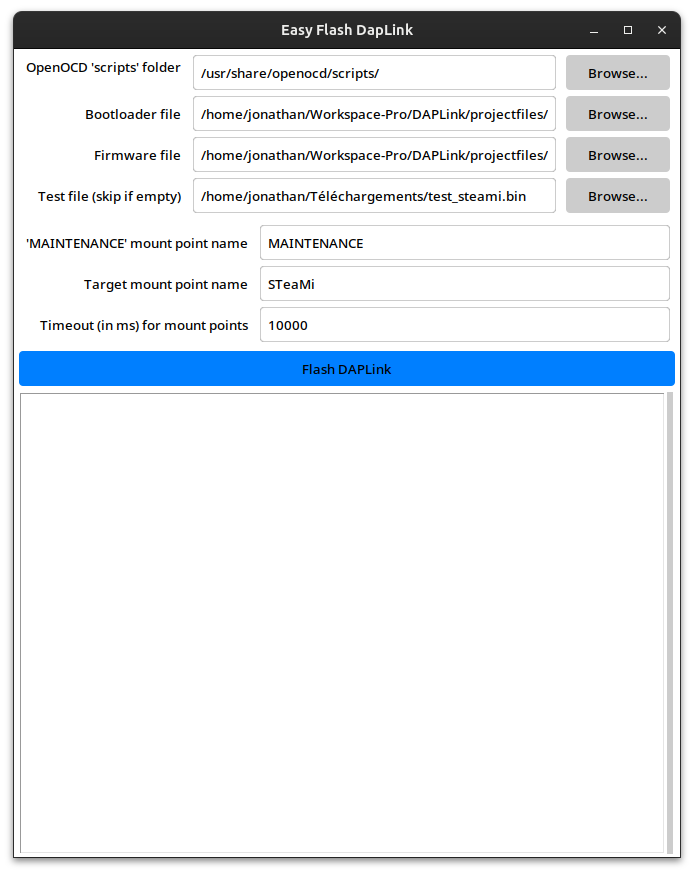 Easy Flash DapLink
OpenOCD 'scripts' folder /usr/share/openocd/scripts/ Browse...
Bootloader file /home/jonathan/Workspace-Pro/DAPLink/projectfiles/ Browse...
Firmware file /home/jonathan/Workspace-Pro/DAPLink/projectfiles/ Browse...
Test file (skip if empty) /home/jonathan/Téléchargements/test_steami.bin Browse...
'MAINTENANCE' mount point name MAINTENANCE
Target mount point name STeaMi
Timeout (in ms) for mount points 10000
Flash DAPLink